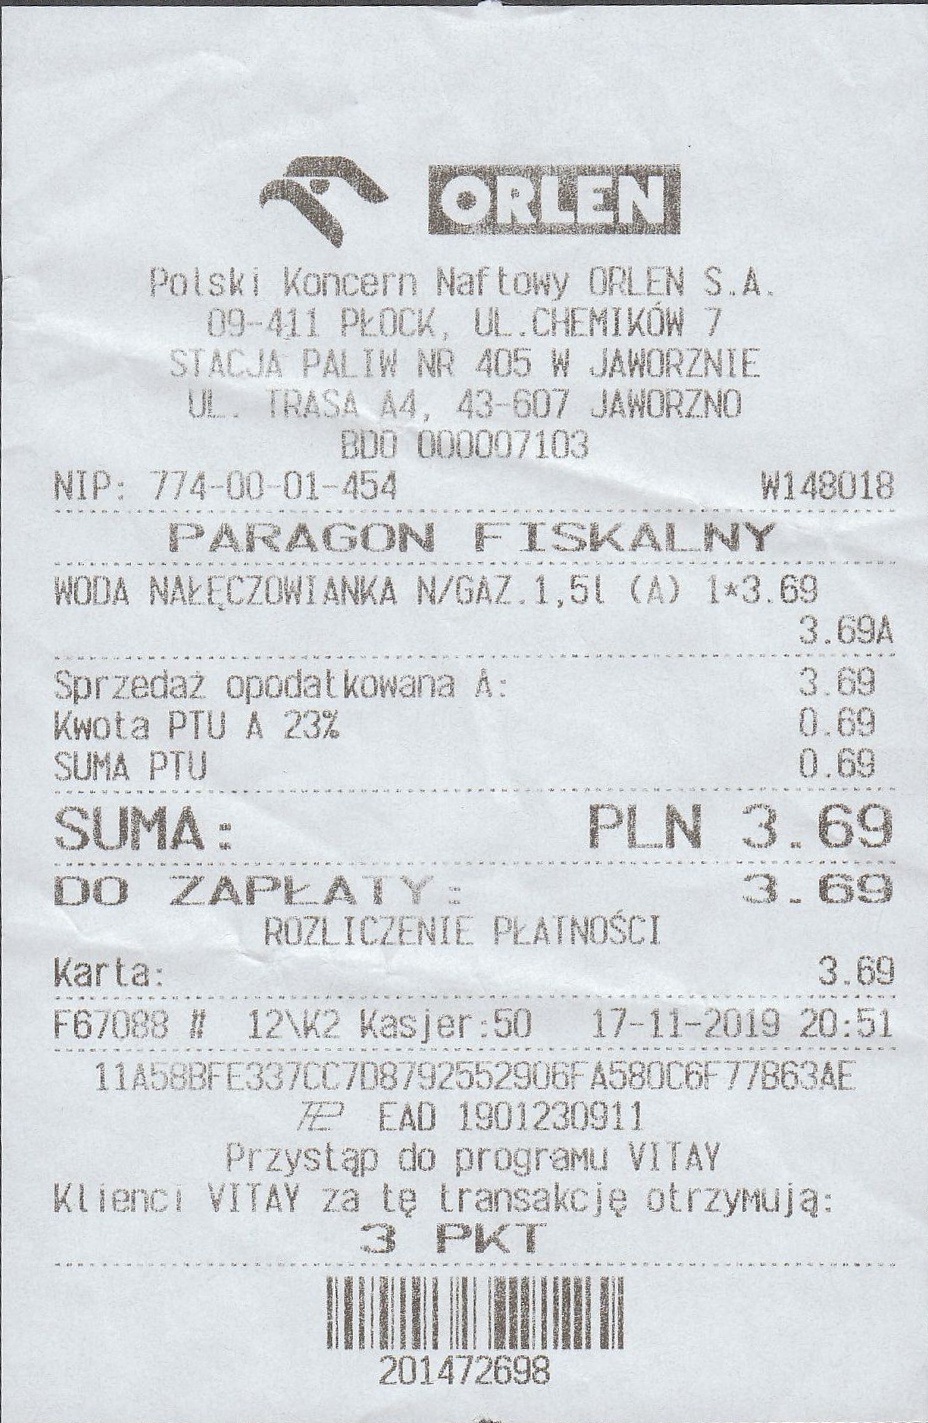 ORLEN
Polski Koncern Naftowy ORLEN S.A.
09-411 PŁOCK, UL.CHEMIKÓW 7
STACJA PALIW NR 405 W JAWORZNIE
UL. TRASA A4, 43-607 JAWORZNO
BDO 000007103
NIP: 774-00-01-454 W148018
PARAGON FISKALNY
WODA NAŁĘCZOWIANKA N/GAZ.1,5l (A) 1*3.69
3.69A
Sprzedaż opodatkowana A: 3.69
Kwota PTU A 23% 0.69
SUMA PTU 0.69
SUMA: PLN 3.69
DO ZAPŁATY: 3.69
ROZLICZENIE PŁATNOŚCI
Karta: 3.69
F67088 # 12\K2 Kasjer:50 17-11-2019 20:51
11A58BFE337CC7D8792552906FA580C6F77B63AE
EAD 1901230911
Przystąp do programu VITAY
Klienci VITAY za tę transakcję otrzymują:
3 PKT
201472698